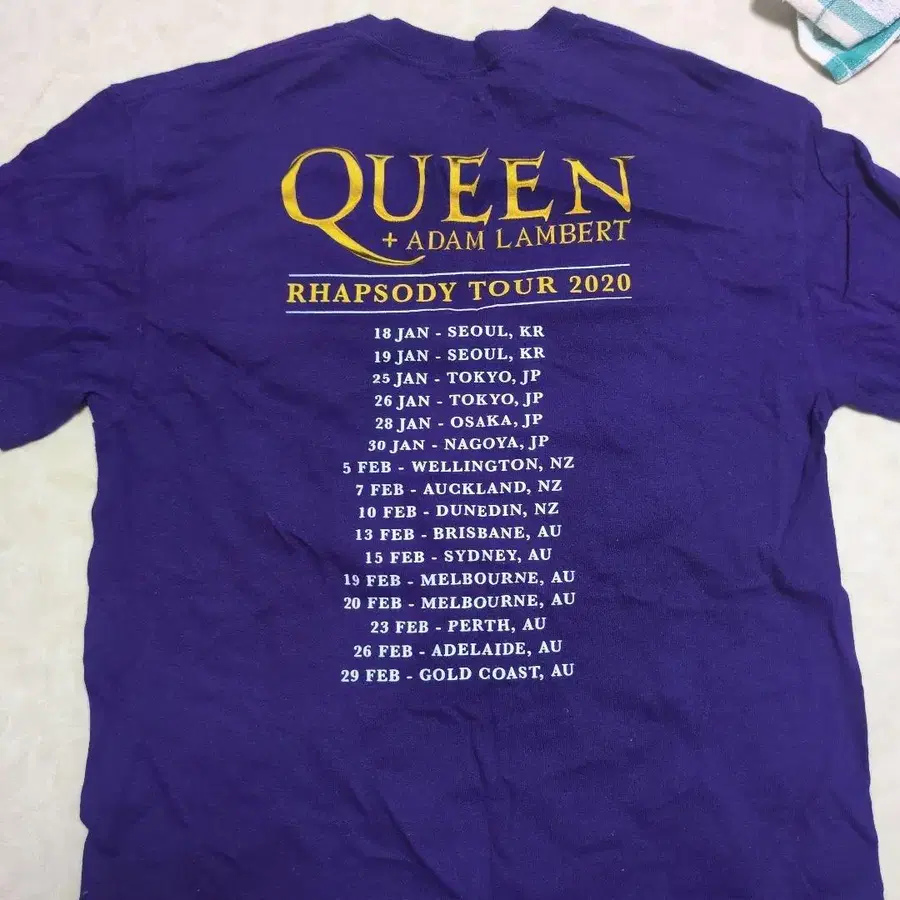 QUEEN
+ ADAM LAMBERT
RHAPSODY TOUR 2020
18 JAN - SEOUL, KR
19 JAN - SEOUL, KR
25 JAN - TOKYO, JP
26 JAN - TOKYO, JP
28 JAN - OSAKA, JP
30 JAN - NAGOYA, JP
5 FEB - WELLINGTON, NZ
7 FEB - AUCKLAND, NZ
10 FEB - DUNEDIN, NZ
13 FEB - BRISBANE, AU
15 FEB - SYDNEY, AU
19 FEB - MELBOURNE, AU
20 FEB - MELBOURNE, AU
23 FEB - PERTH, AU
26 FEB - ADELAIDE, AU
29 FEB - GOLD COAST, AU